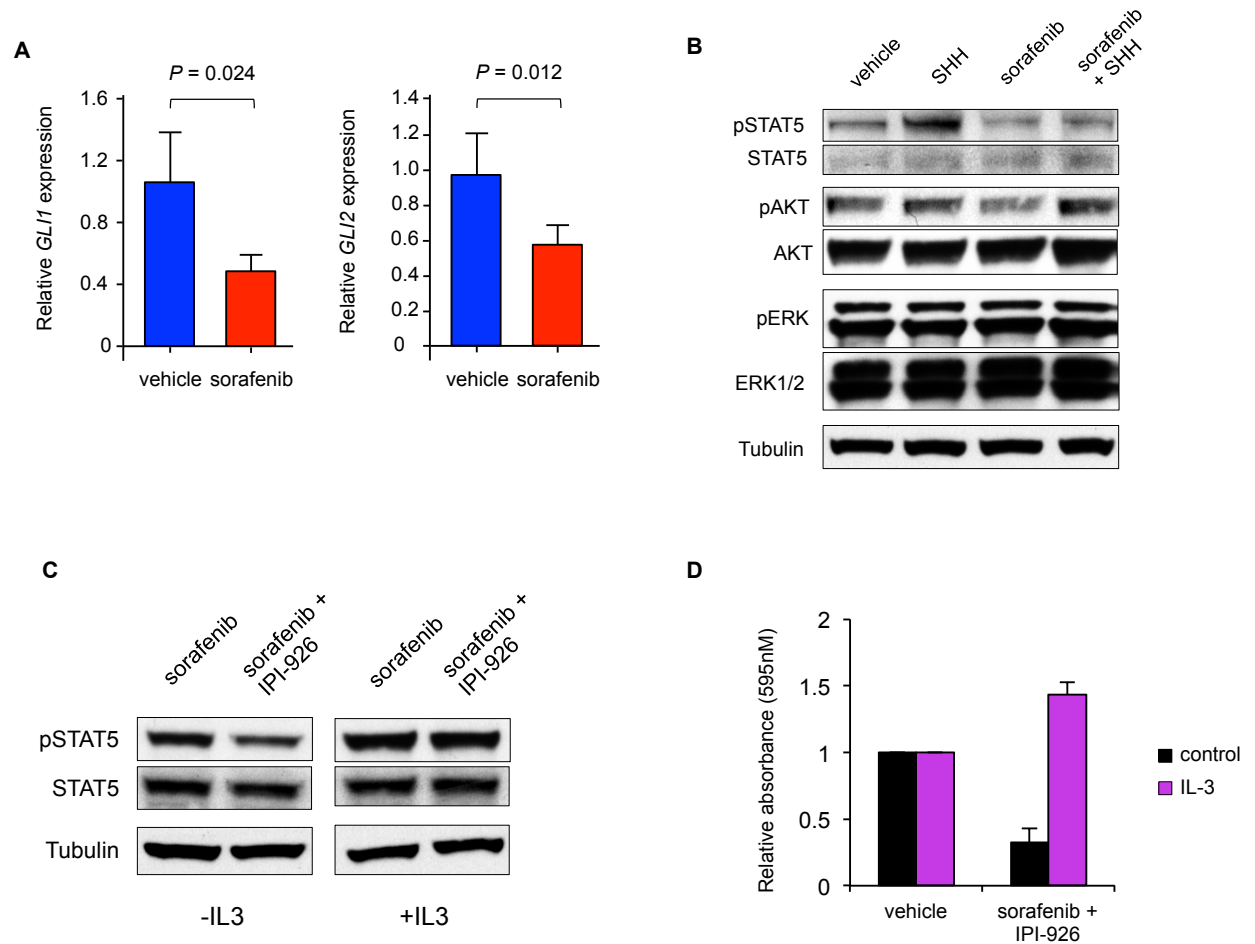 A
P = 0.024
Relative GLI1 expression
1.6
1.2
0.8
0.4
0
vehicle sorafenib
P = 0.012
Relative GLI2 expression
1.4
1.2
1.0
0.8
0.6
0.4
0.2
0
vehicle sorafenib
B
vehicle
SHH
sorafenib
sorafenib
+ SHH
pSTAT5
STAT5
pAKT
AKT
pERK
ERK1/2
Tubulin
C
sorafenib
sorafenib +
IPI-926
sorafenib
sorafenib +
IPI-926
pSTAT5
STAT5
Tubulin
-IL3
+IL3
D
Relative absorbance (595nM)
2
1.5
1
0.5
0
vehicle
sorafenib +
IPI-926
control
IL-3